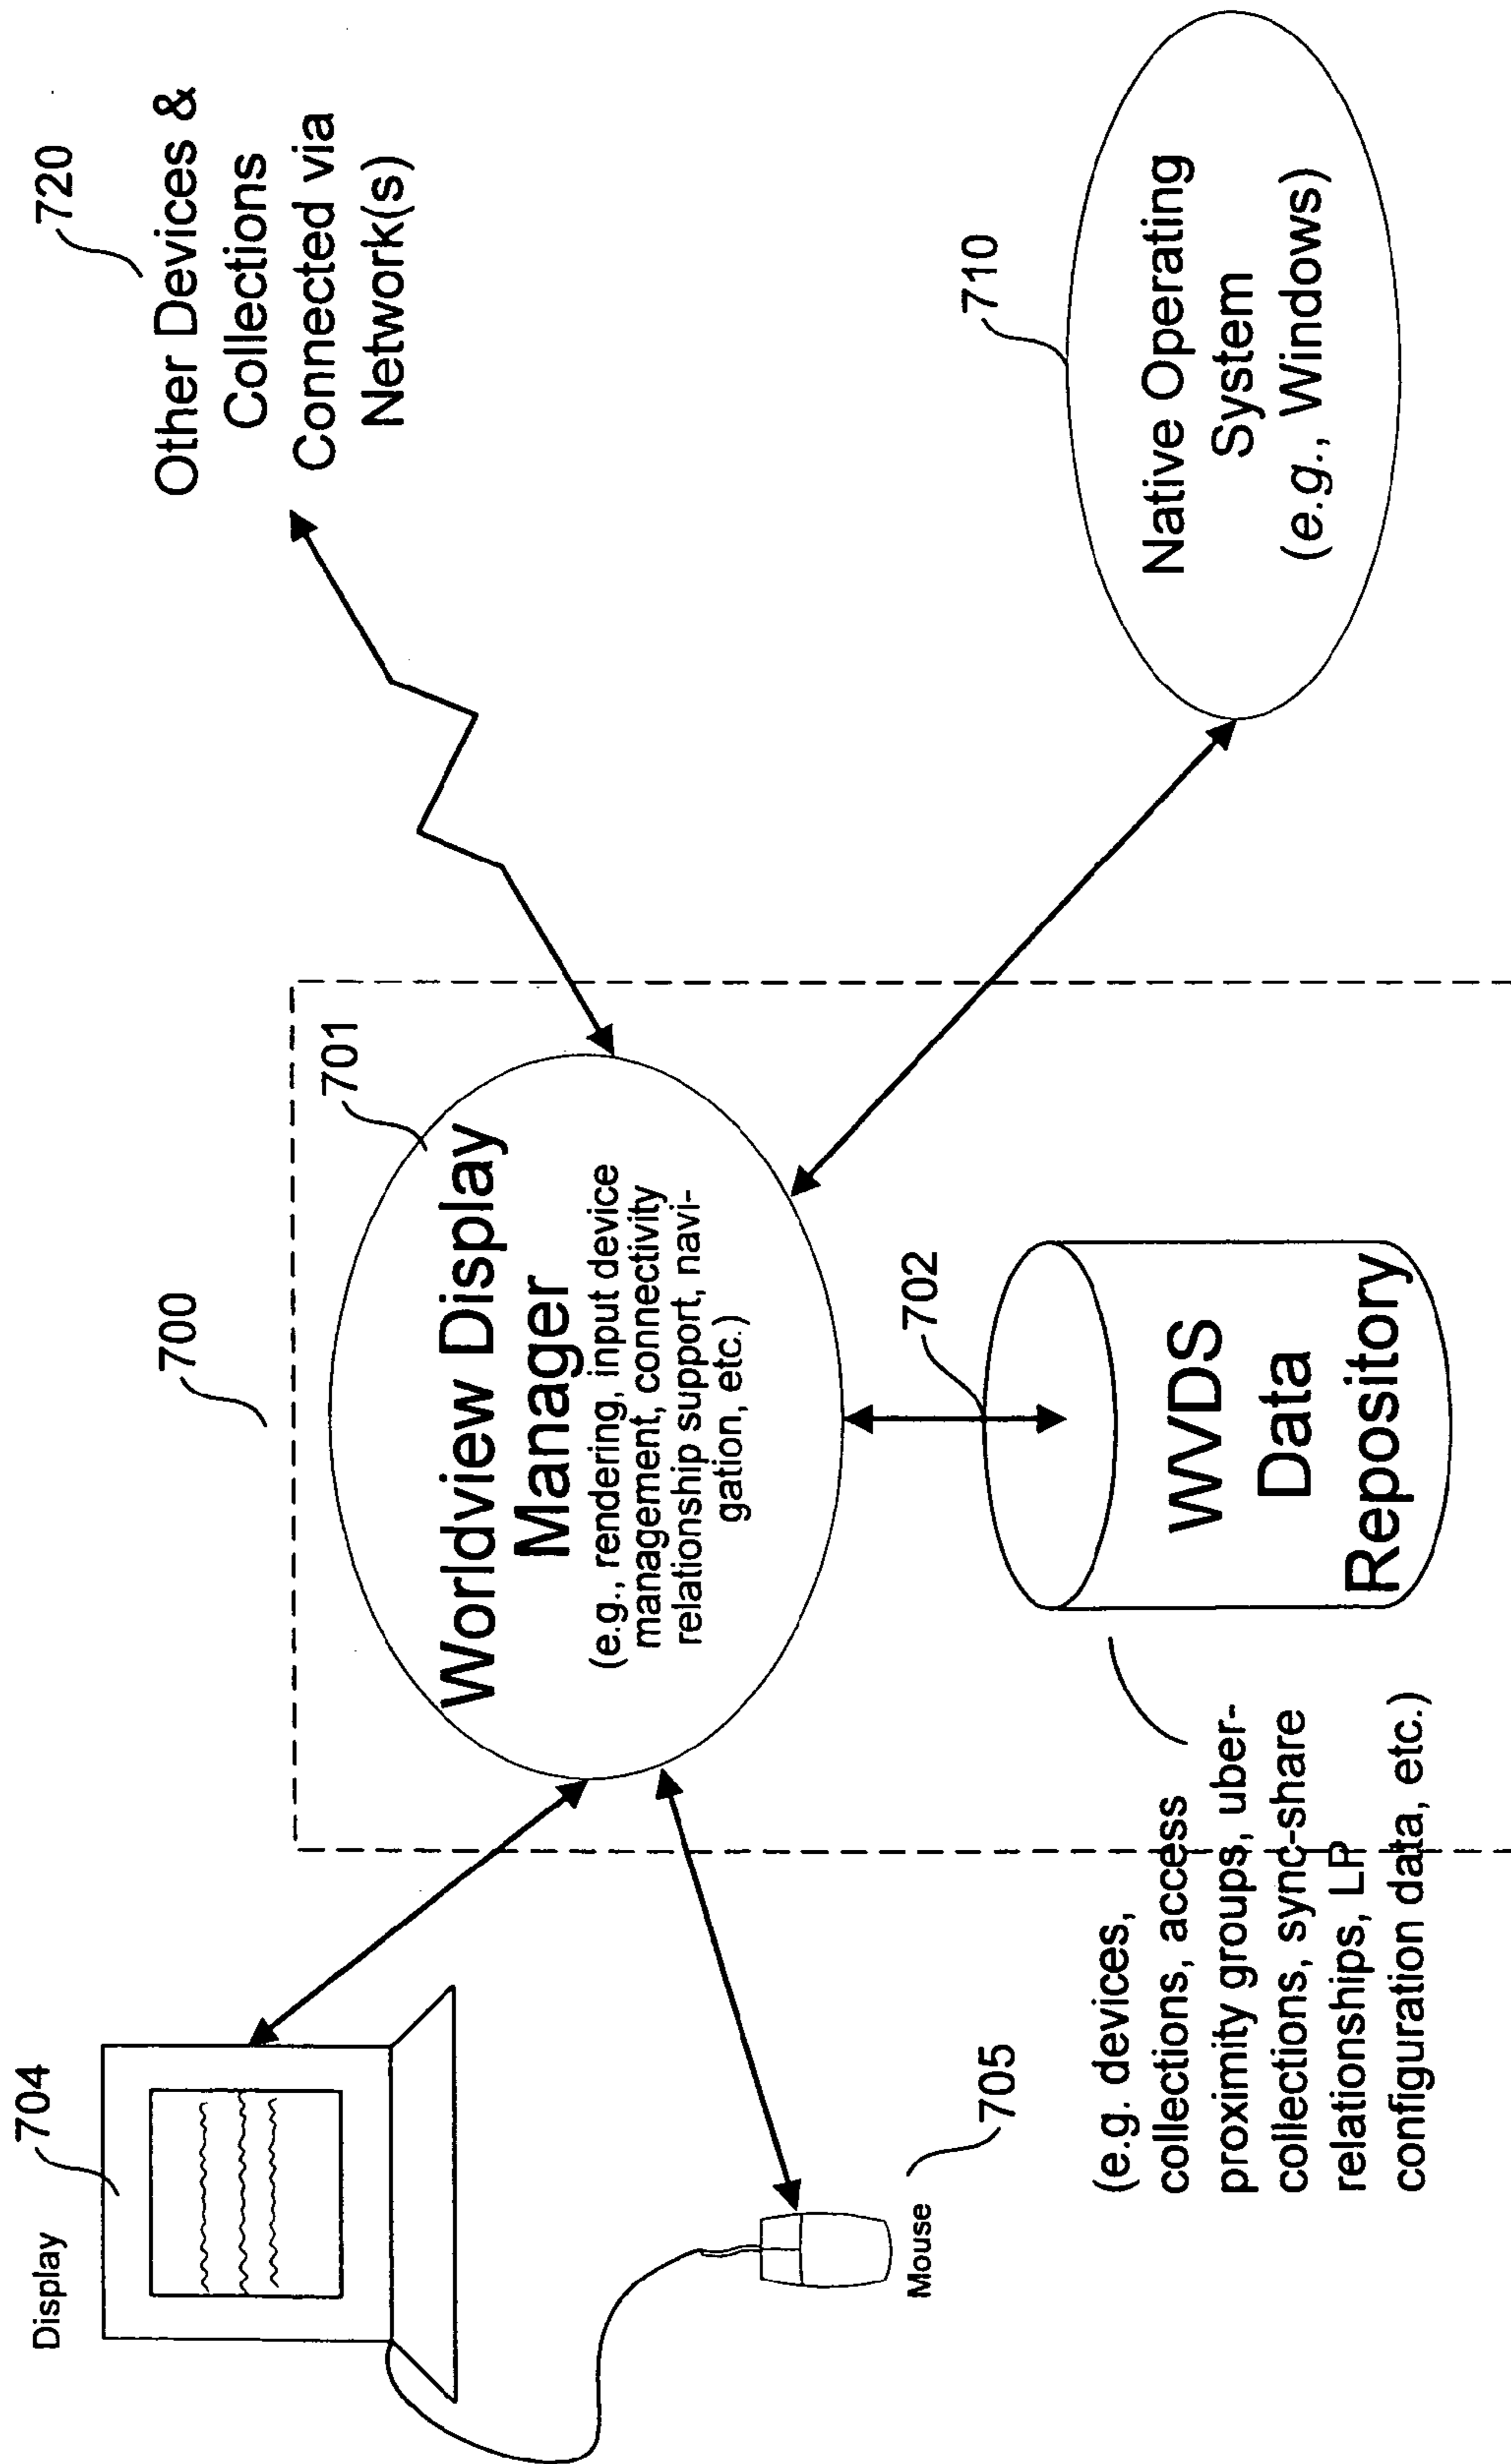 Display
704
705
Mouse
700
701
Worldview Display
Manager
(e.g., rendering, input device
management, connectivity
relationship support, navi-
gation, etc.)
702
WVDS
Data
Repository
(e.g. devices,
collections, access
proximity groups, uber-
collections, sync-share
relationships, LP
configuration data, etc.)
720
Other Devices &
Collections
Connected via
Network(s)
710
Native Operating
System
(e.g., Windows)